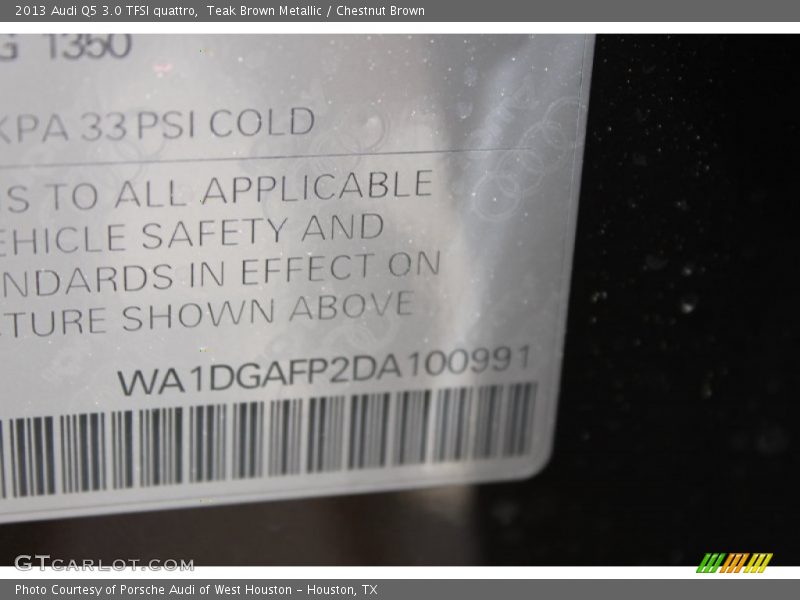 2013 Audi Q5 3.0 TFSI quattro,  Teak Brown Metallic / Chestnut Brown
G 1350
KPA 33 PSI COLD
S TO ALL APPLICABLE
EHICLE SAFETY AND
NDARDS IN EFFECT ON
TURE SHOWN ABOVE
WA1DGAFP2DA100991
GTCARLOT.COM
Photo Courtesy of Porsche Audi of West Houston - Houston, TX